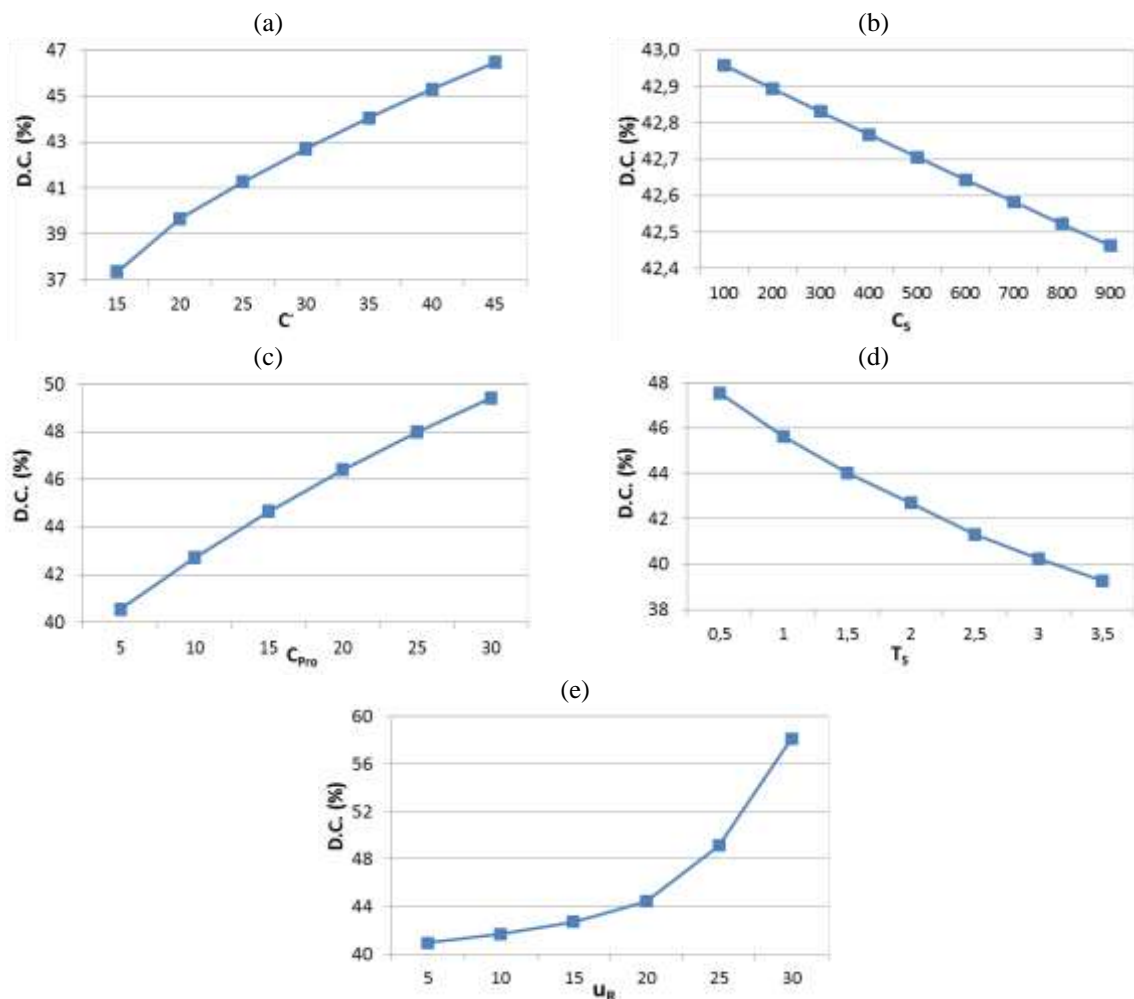 (a)
47
45
43
41
39
37
D.C. (%)
15 20 25 30 35 40 45
C-
(b)
43,0
42,9
42,8
42,7
42,6
42,5
42,4
D.C. (%)
100 200 300 400 500 600 700 800 900
Cs
(c)
50
48
46
44
42
40
D.C. (%)
5 10 15 20 25 30
CPro
(d)
48
46
44
42
40
38
D.C. (%)
0,5 1 1,5 2 2,5 3 3,5
Ts
(e)
60
56
52
48
44
40
D.C. (%)
5 10 15 20 25 30
uR